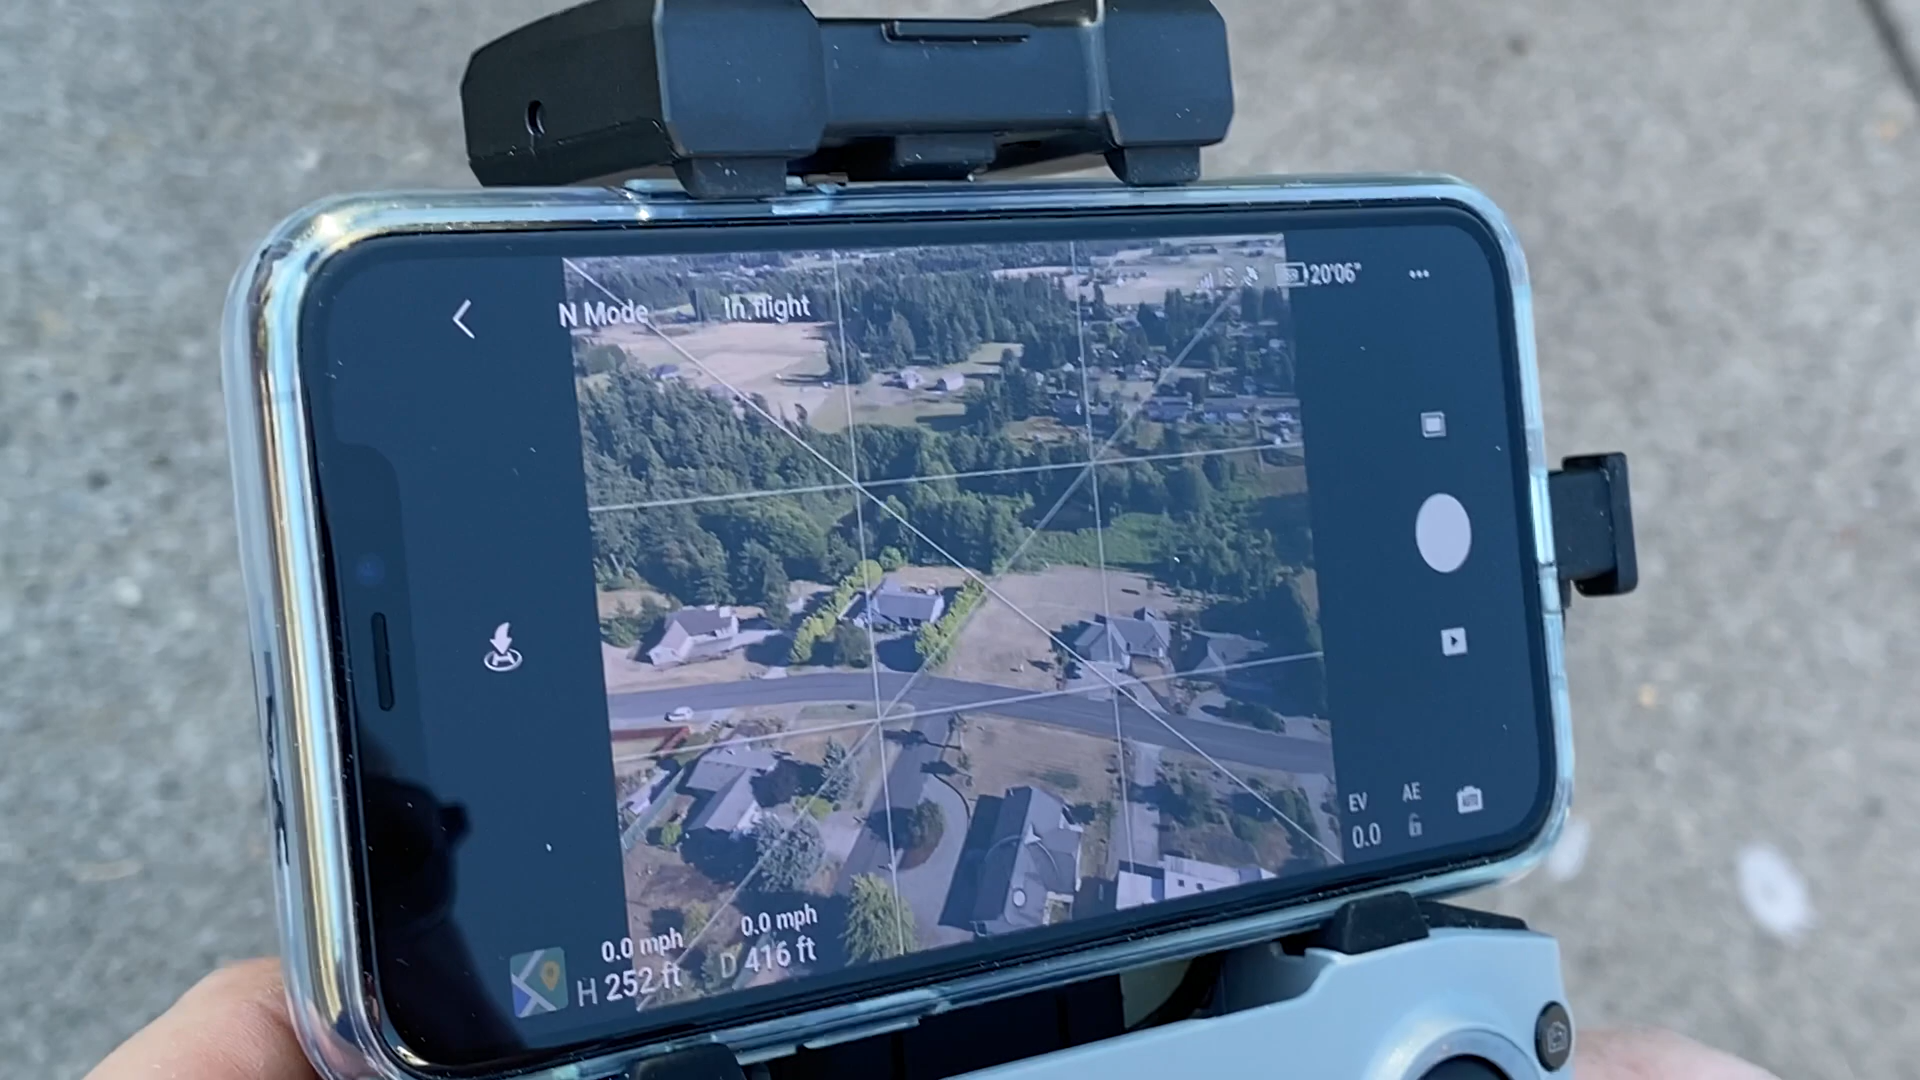 N Mode
In flight
20'06"
EV
AE
0.0
AUTO
0.0 mph
0.0 mph
H 252 ft
D 416 ft